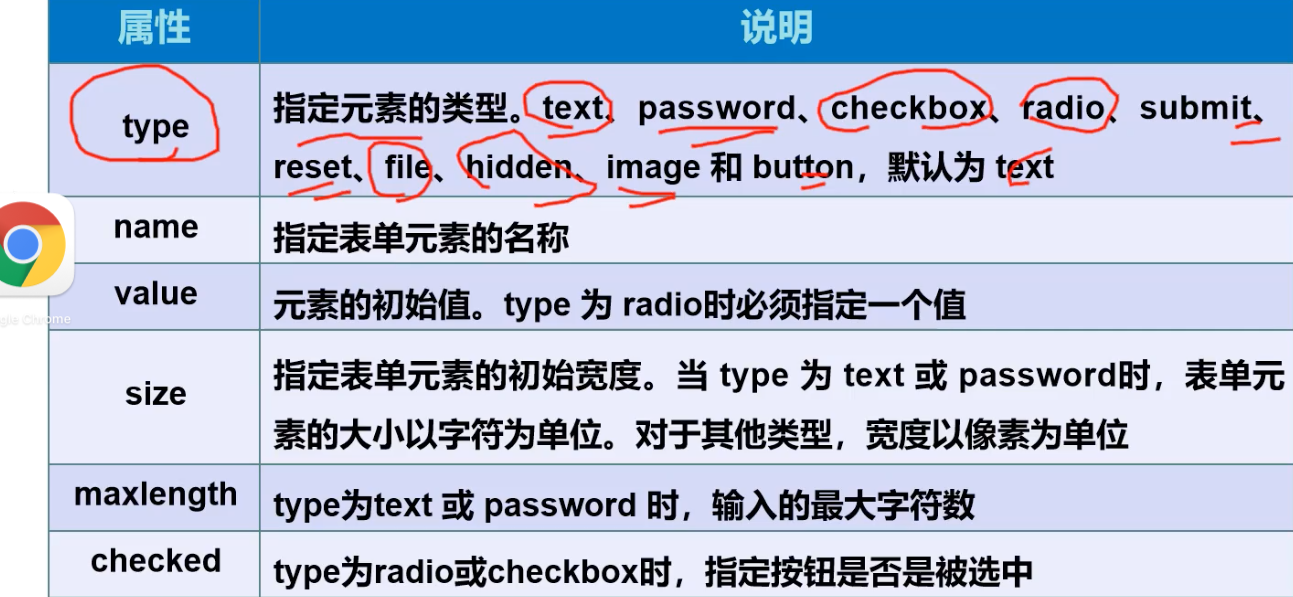 属性 说明
type
指定元素的类型。text、password、checkbox、radio、submit、
reset、file、hidden、image 和 button，默认为 text
name 指定表单元素的名称
value 元素的初始值。type 为 radio时必须指定一个值
gle Chrome
size
指定表单元素的初始宽度。当 type 为 text 或 password时，表单元
素的大小以字符为单位。对于其他类型，宽度以像素为单位
maxlength type为text 或 password 时，输入的最大字符数
checked type为radio或checkbox时，指定按钮是否是被选中